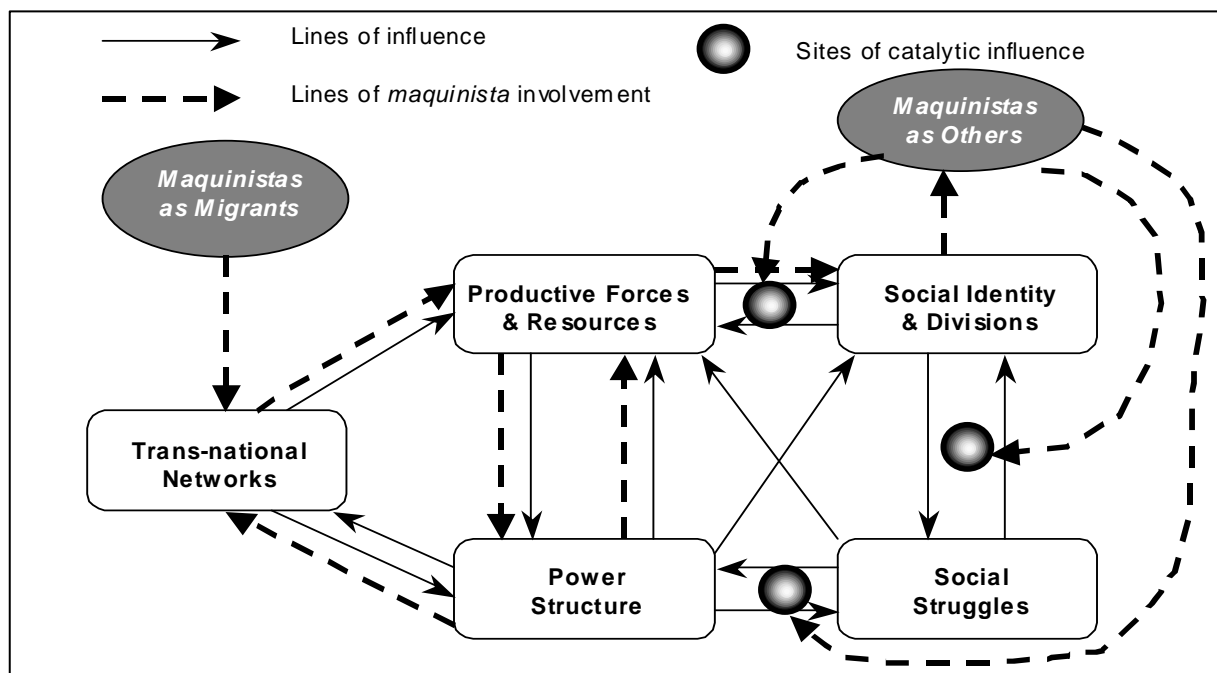 Lines of influence
Sites of catalytic influence
Lines of maquinista involvement
Maquinistas
as Others
Maquinistas
as Migrants
Productive Forces
& Resources
Social Identity
& Divisions
Trans-national
Networks
Power
Structure
Social
Struggles